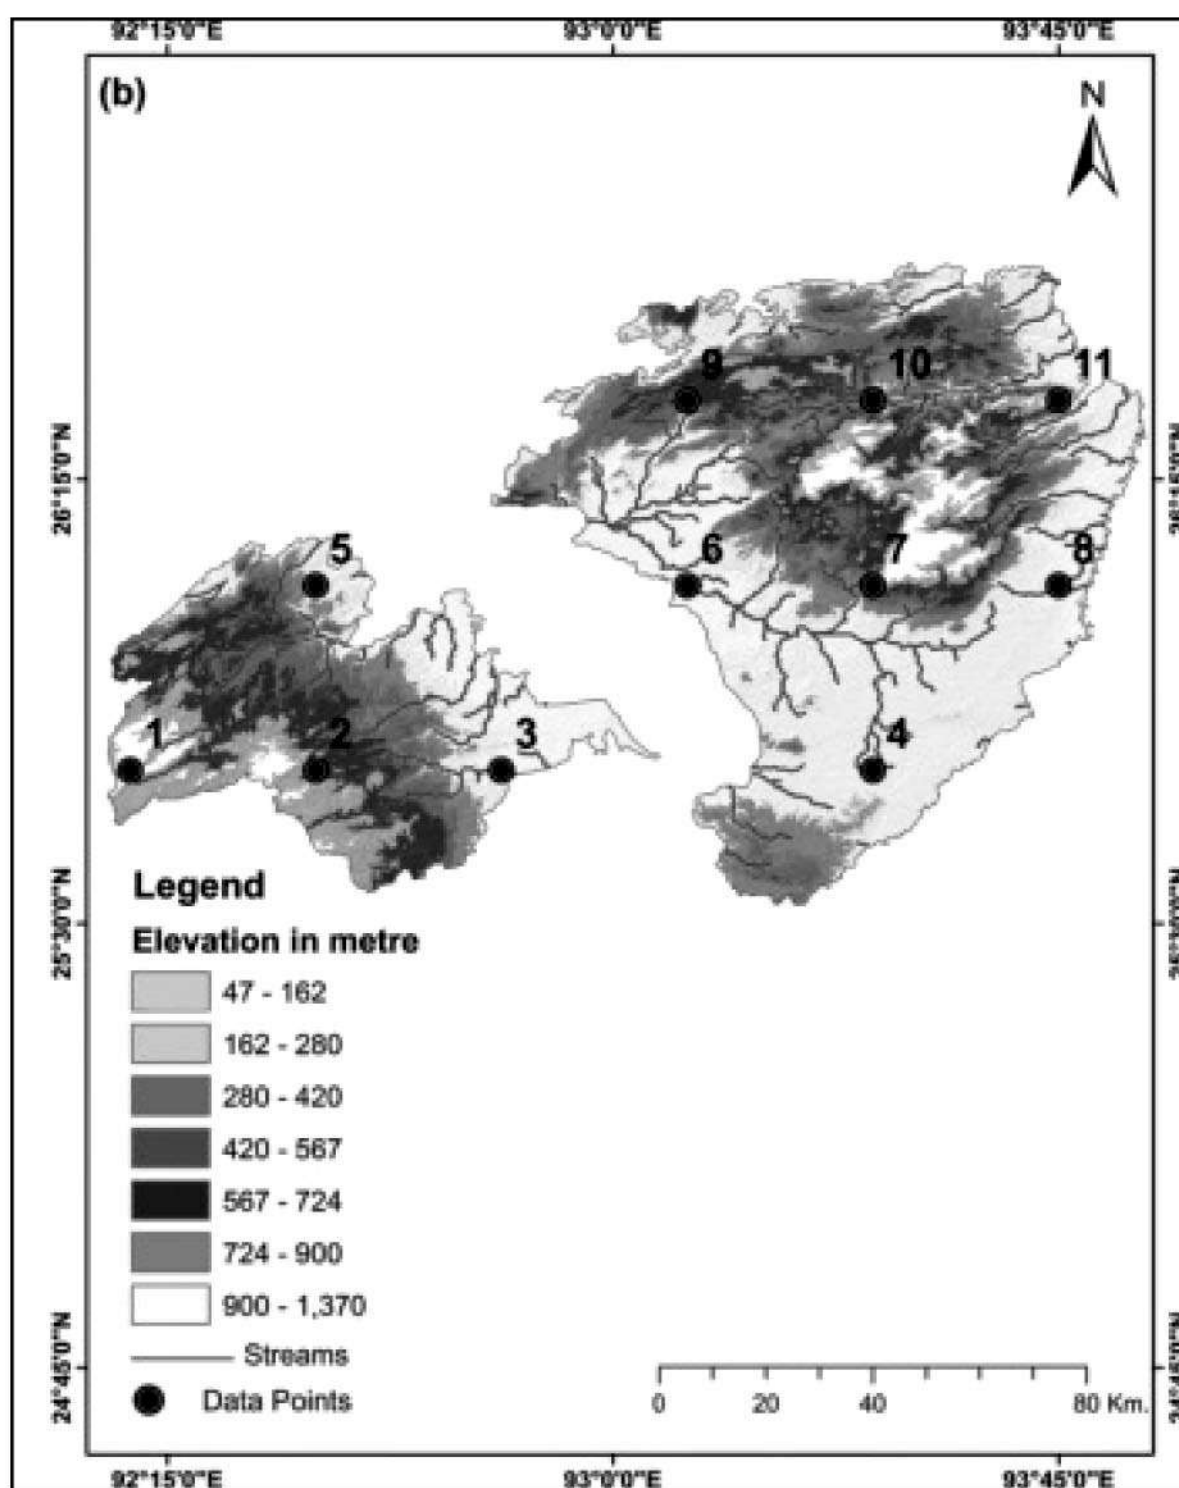 92°15'0"E 93°0'0"E 93°45'0"E
(b)
N
9 10 11
26°15'0"N
5 6 7 8
1 2 3 4
25°30'0"N
Legend
Elevation in metre
47 - 162
162 - 280
280 - 420
420 - 567
567 - 724
724 - 900
900 - 1,370
Streams
Data Points
24°45'0"N
0 20 40 80 Km.
92°15'0"E 93°0'0"E 93°45'0"E